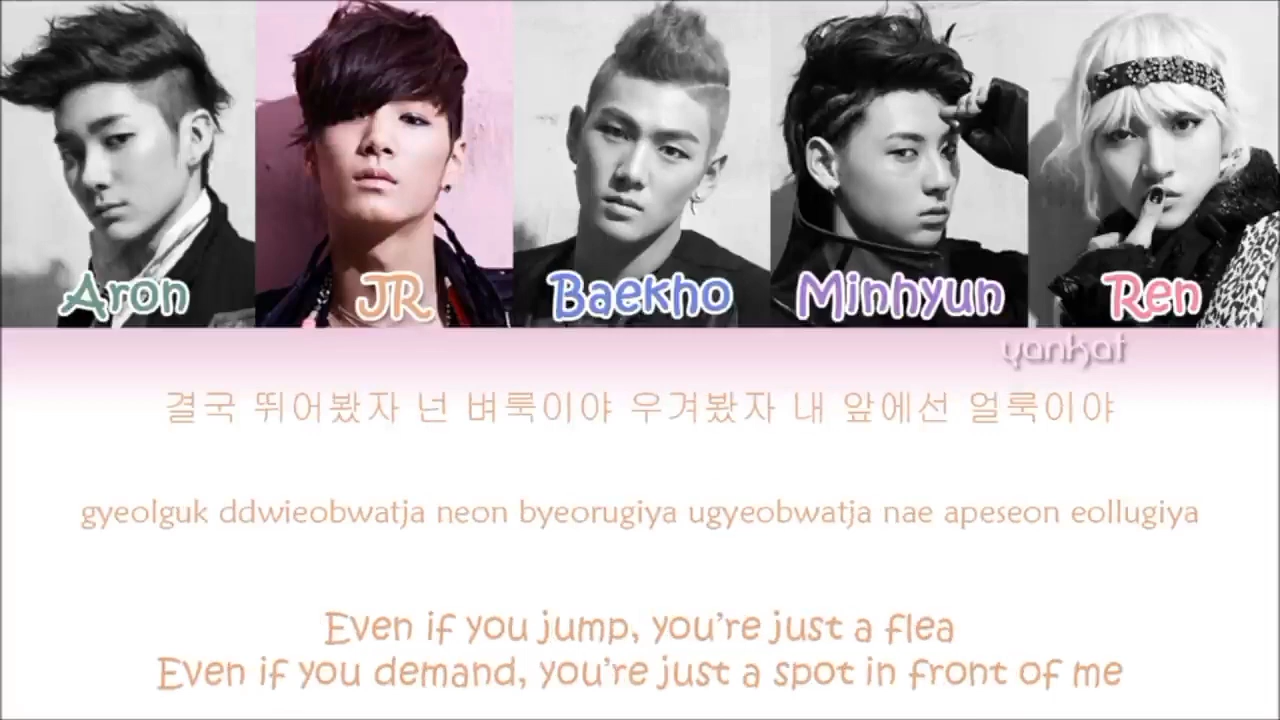 Aron JR Baekho Minhyun Ren
yankat
결국 뛰어봤자 넌 벼룩이야 우겨봤자 내 앞에선 얼룩이야
gyeolguk ddwieobwatja neon byeorugiya ugyeobwatja nae apeseon eollugiya
Even if you jump, you're just a flea
Even if you demand, you're just a spot in front of me